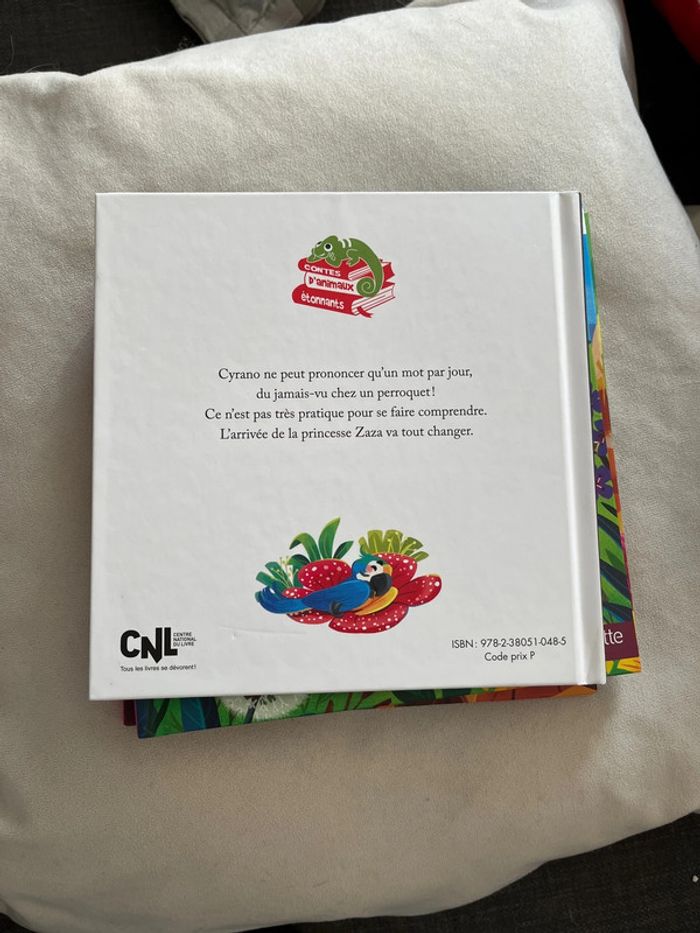 CONTES
D'animaux
étonnants
Cyrano ne peut prononcer qu'un mot par jour,
du jamais-vu chez un perroquet !
Ce n'est pas très pratique pour se faire comprendre.
L'arrivée de la princesse Zaza va tout changer.
CNL CENTRE
NATIONAL
DU LIVRE
Tous les livres se dévorent!
ISBN : 978-2-38051-048-5
Code prix P
tte